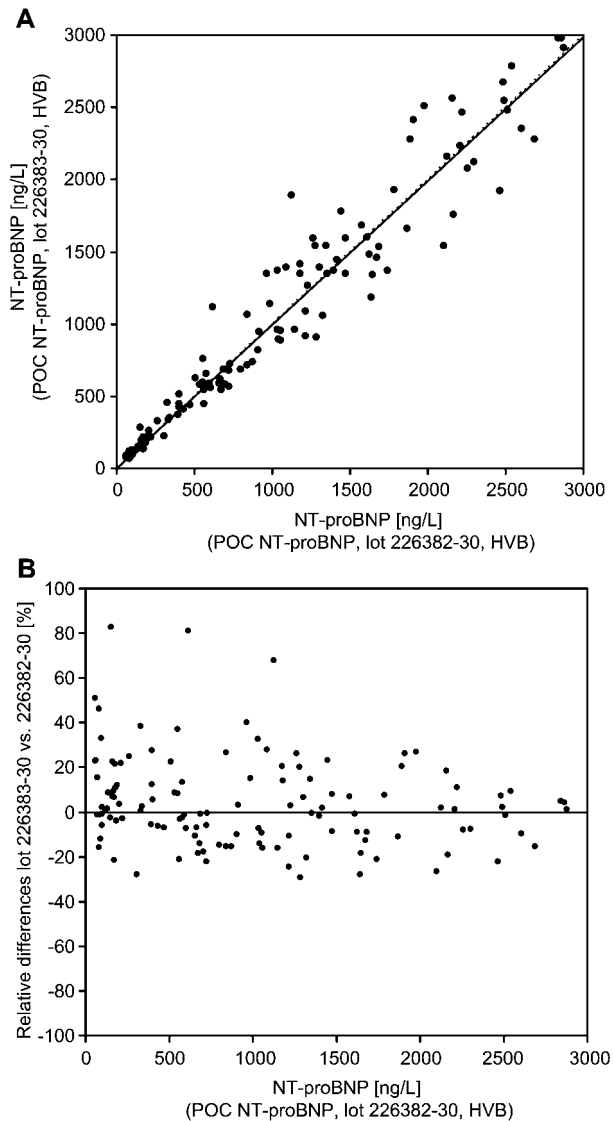 A
3000
2500
2000
1500
1000
500
0
NT-proBNP [ng/L]
(POC NT-proBNP, lot 226383-30, HVB)
0 500 1000 1500 2000 2500 3000
NT-proBNP [ng/L]
(POC NT-proBNP, lot 226382-30, HVB)
B
100
80
60
40
20
0
-20
-40
-60
-80
-100
Relative differences lot 226383-30 vs. 226382-30 [%]
0 500 1000 1500 2000 2500 3000
NT-proBNP [ng/L]
(POC NT-proBNP, lot 226382-30, HVB)